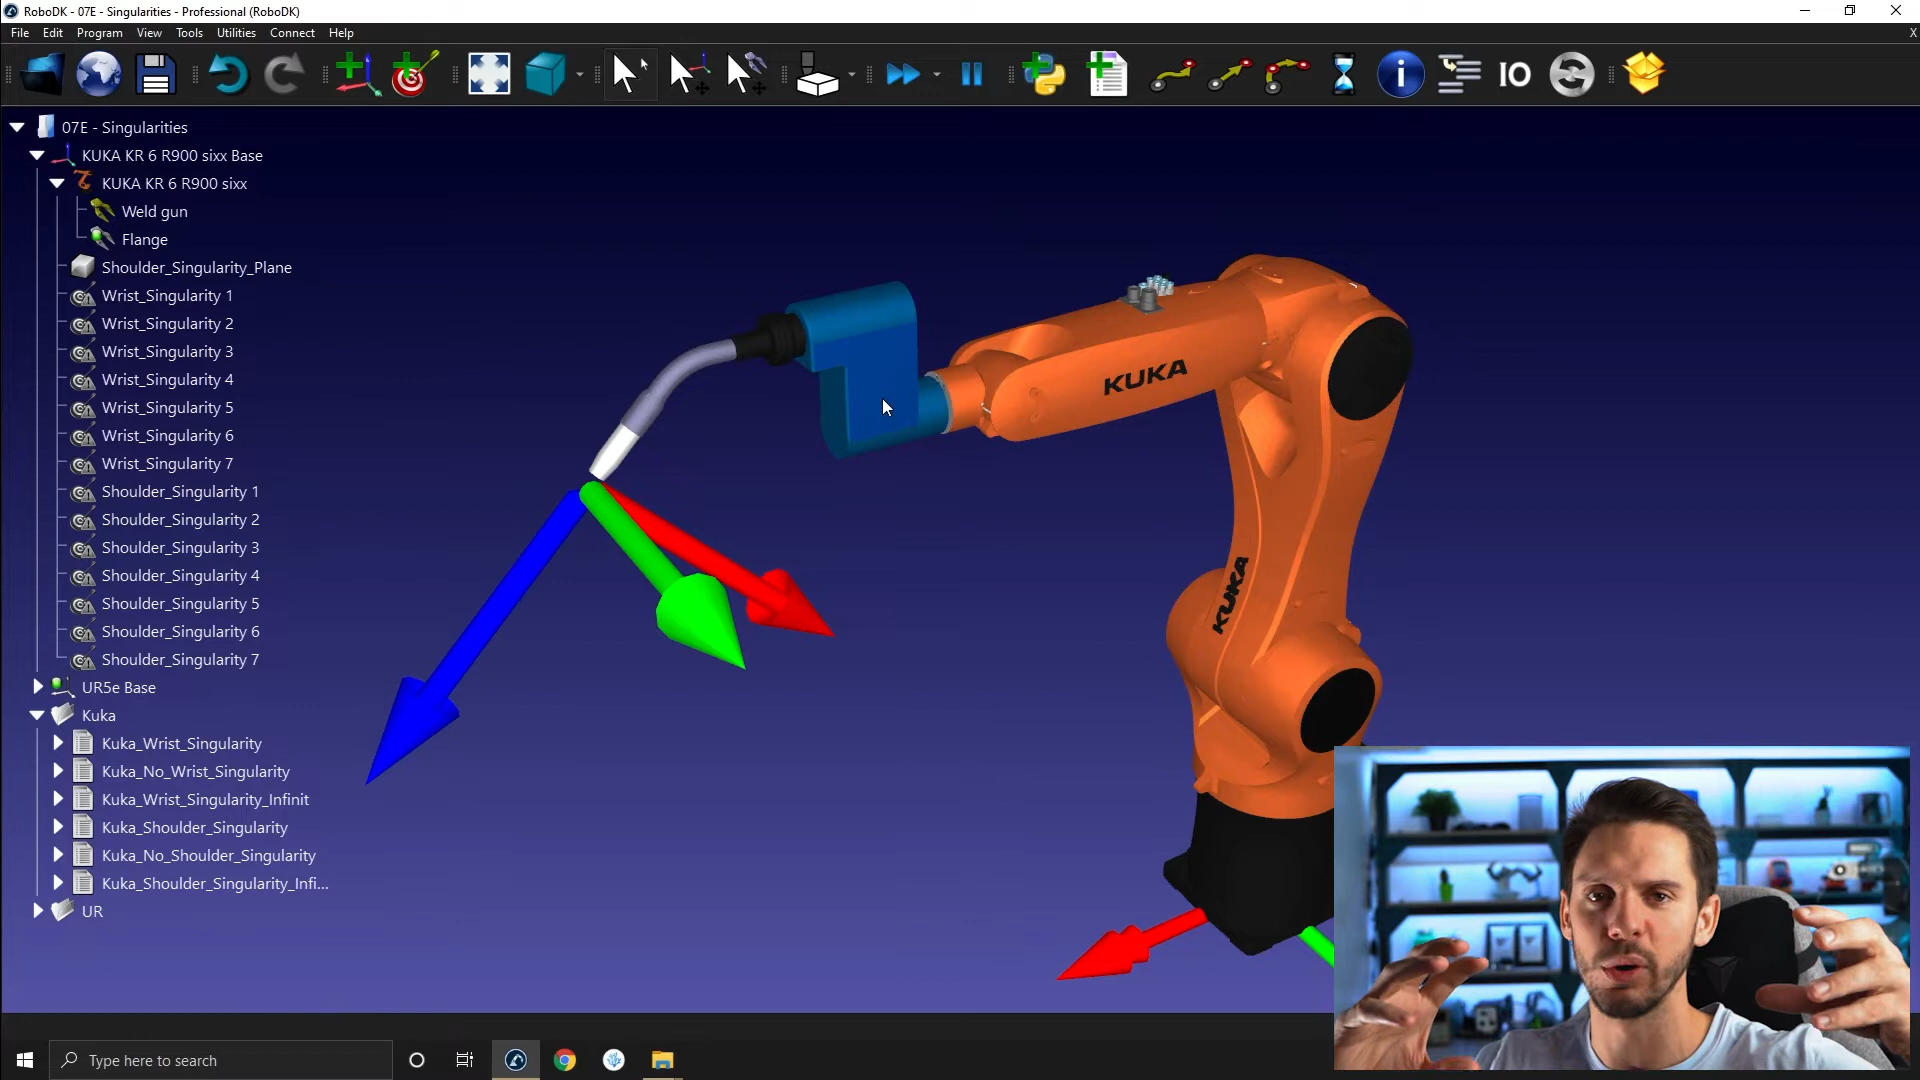 RoboDK - 07E - Singularities - Professional (RoboDK)
File Edit Program View Tools Utilities Connect Help
X
IO
07E - Singularities
KUKA KR 6 R900 sixx Base
KUKA KR 6 R900 sixx
Weld gun
Flange
Shoulder_Singularity_Plane
Wrist_Singularity 1
Wrist_Singularity 2
Wrist_Singularity 3
Wrist_Singularity 4
Wrist_Singularity 5
Wrist_Singularity 6
Wrist_Singularity 7
Shoulder_Singularity 1
Shoulder_Singularity 2
Shoulder_Singularity 3
Shoulder_Singularity 4
Shoulder_Singularity 5
Shoulder_Singularity 6
Shoulder_Singularity 7
UR5e Base
Kuka
Kuka_Wrist_Singularity
Kuka_No_Wrist_Singularity
Kuka_Wrist_Singularity_Infinit
Kuka_Shoulder_Singularity
Kuka_No_Shoulder_Singularity
Kuka_Shoulder_Singularity_Infi...
UR
KUKA
KUKA
Type here to search